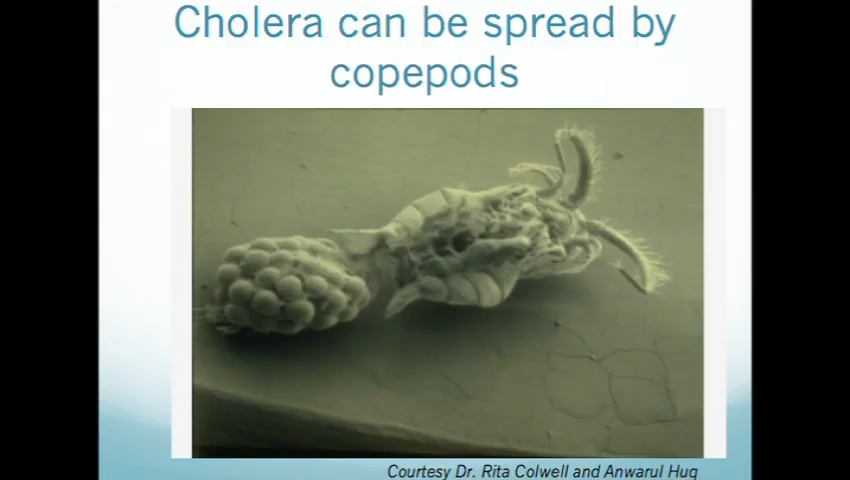 Cholera can be spread by
copepods
Courtesy Dr. Rita Colwell and Anwarul Huq